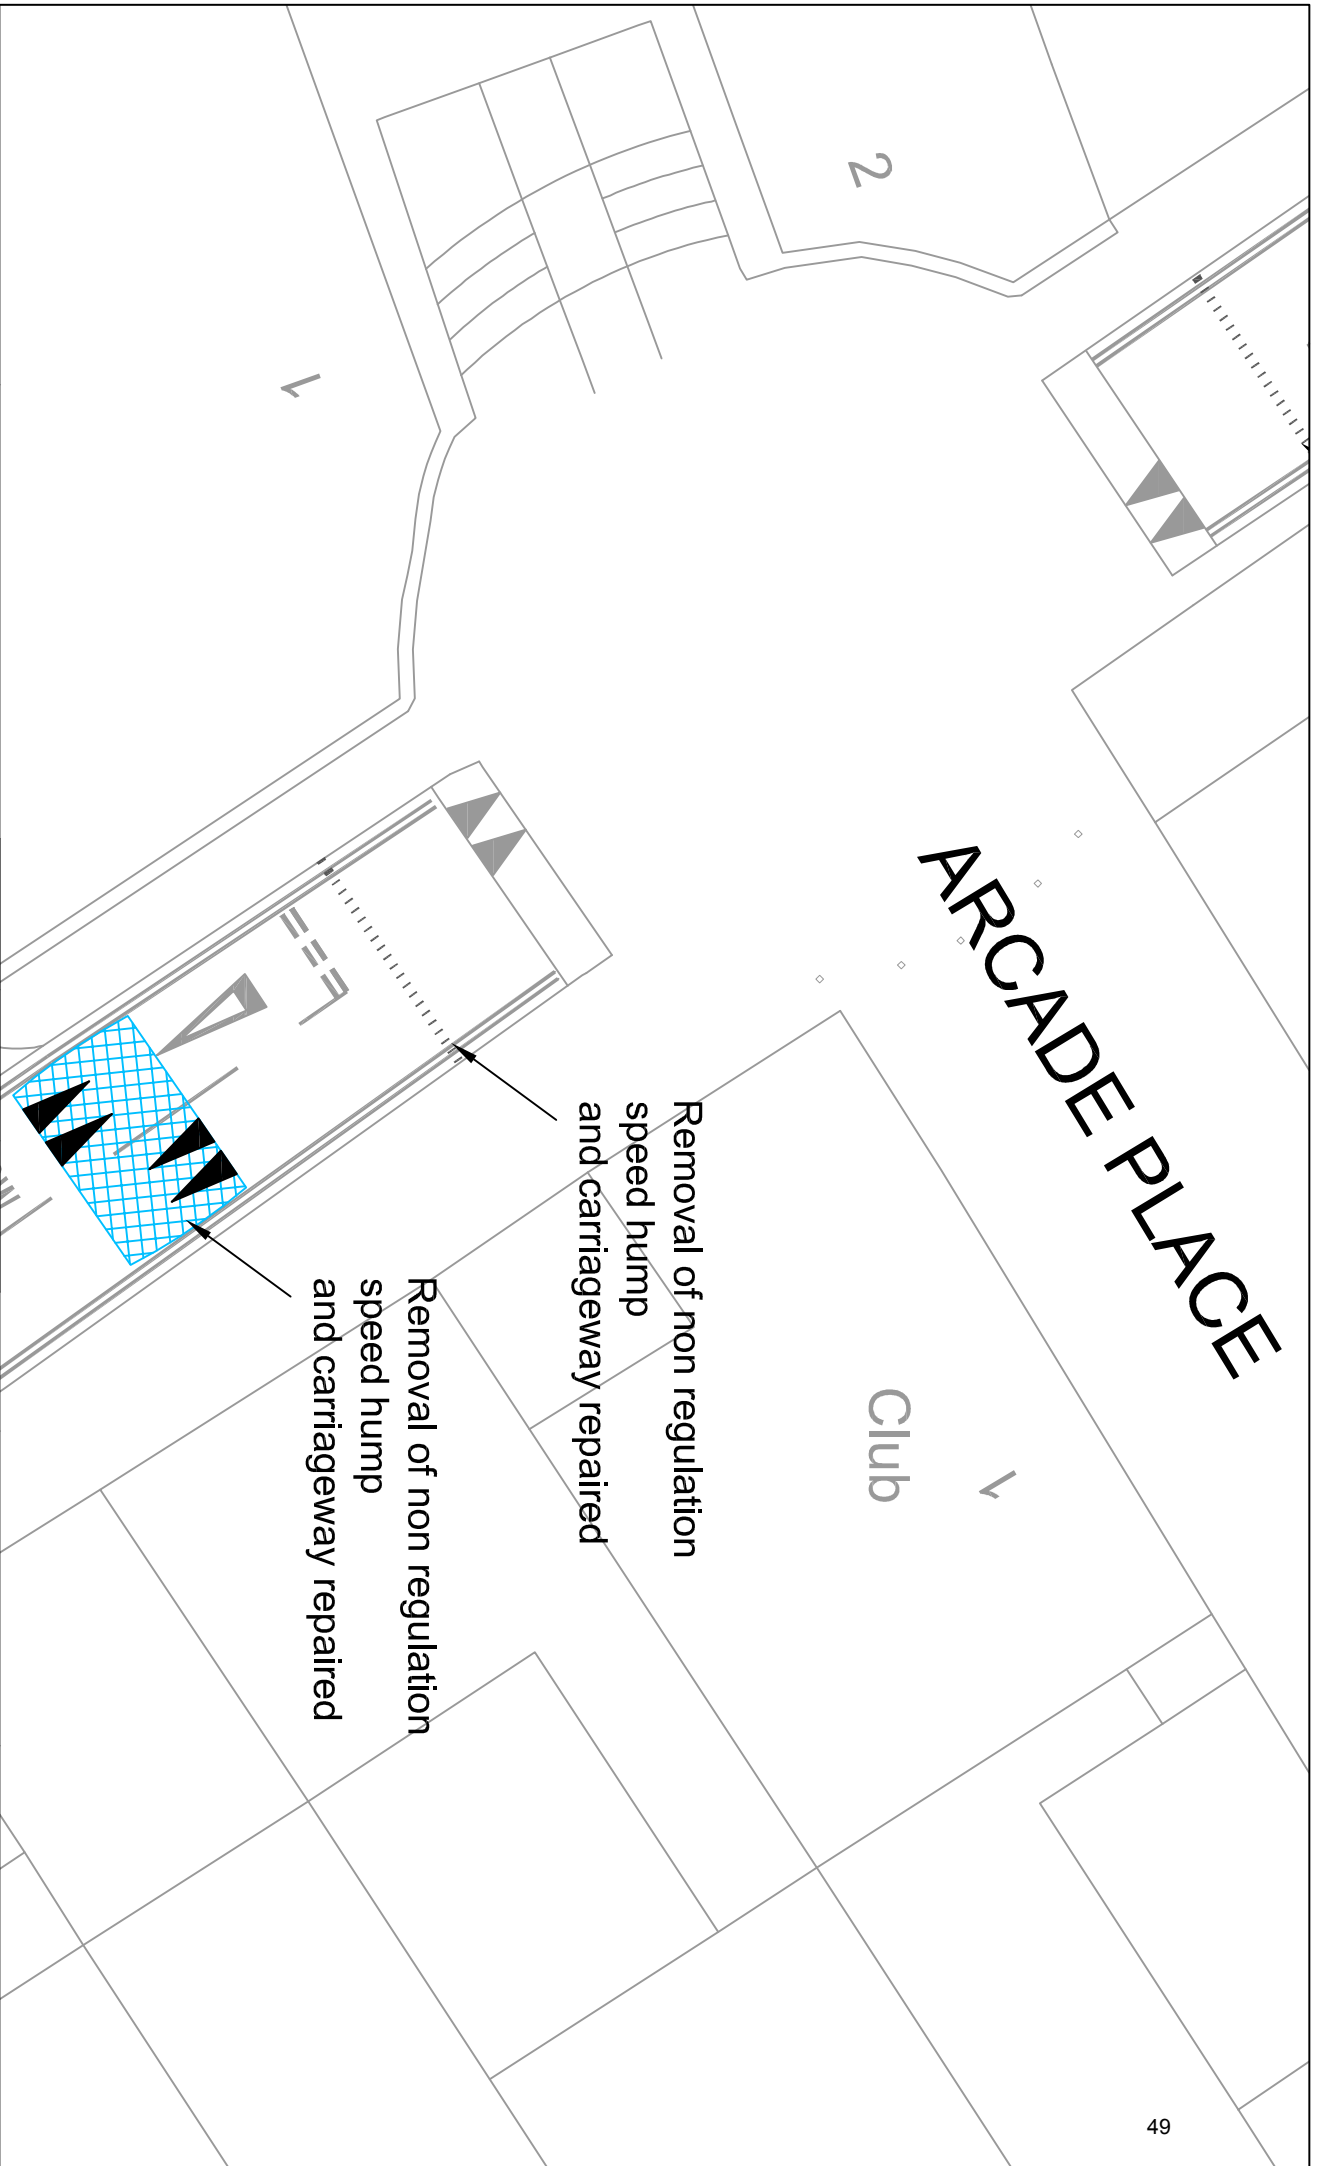 2
1
ARCADE PLACE
Removal of non regulation
speed hump
and carriageway repaired
Removal of non regulation
speed hump
and carriageway repaired
1
Club
49